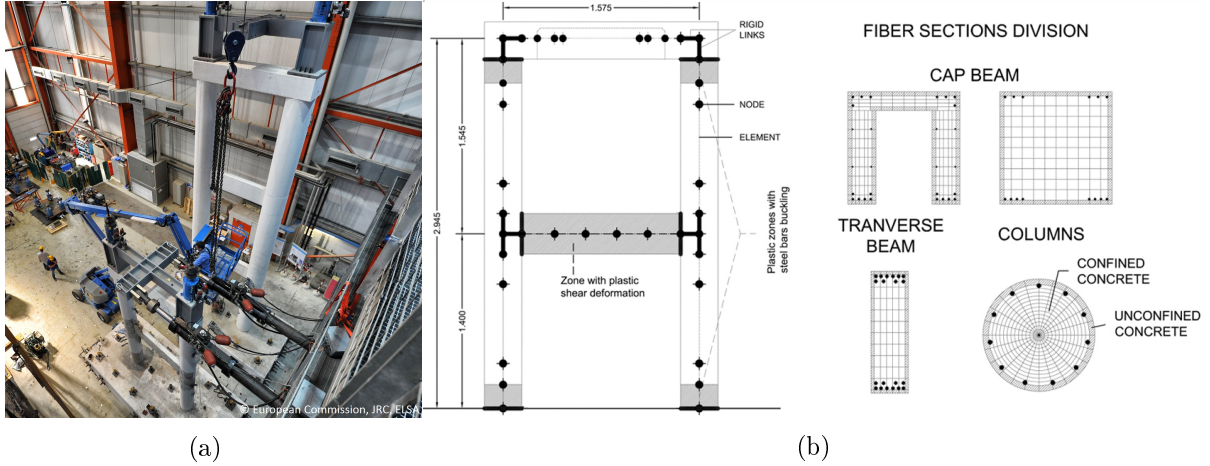 © European Commission, JRC, ELSA
(a)
1.575
RIGID
LINKS
NODE
ELEMENT
1.545
2.945
1.400
Zone with plastic
shear deformation
Plastic zones with
steel bars buckling
(b)
FIBER SECTIONS DIVISION
CAP BEAM
TRANVERSE
BEAM
COLUMNS
CONFINED
CONCRETE
UNCONFINED
CONCRETE